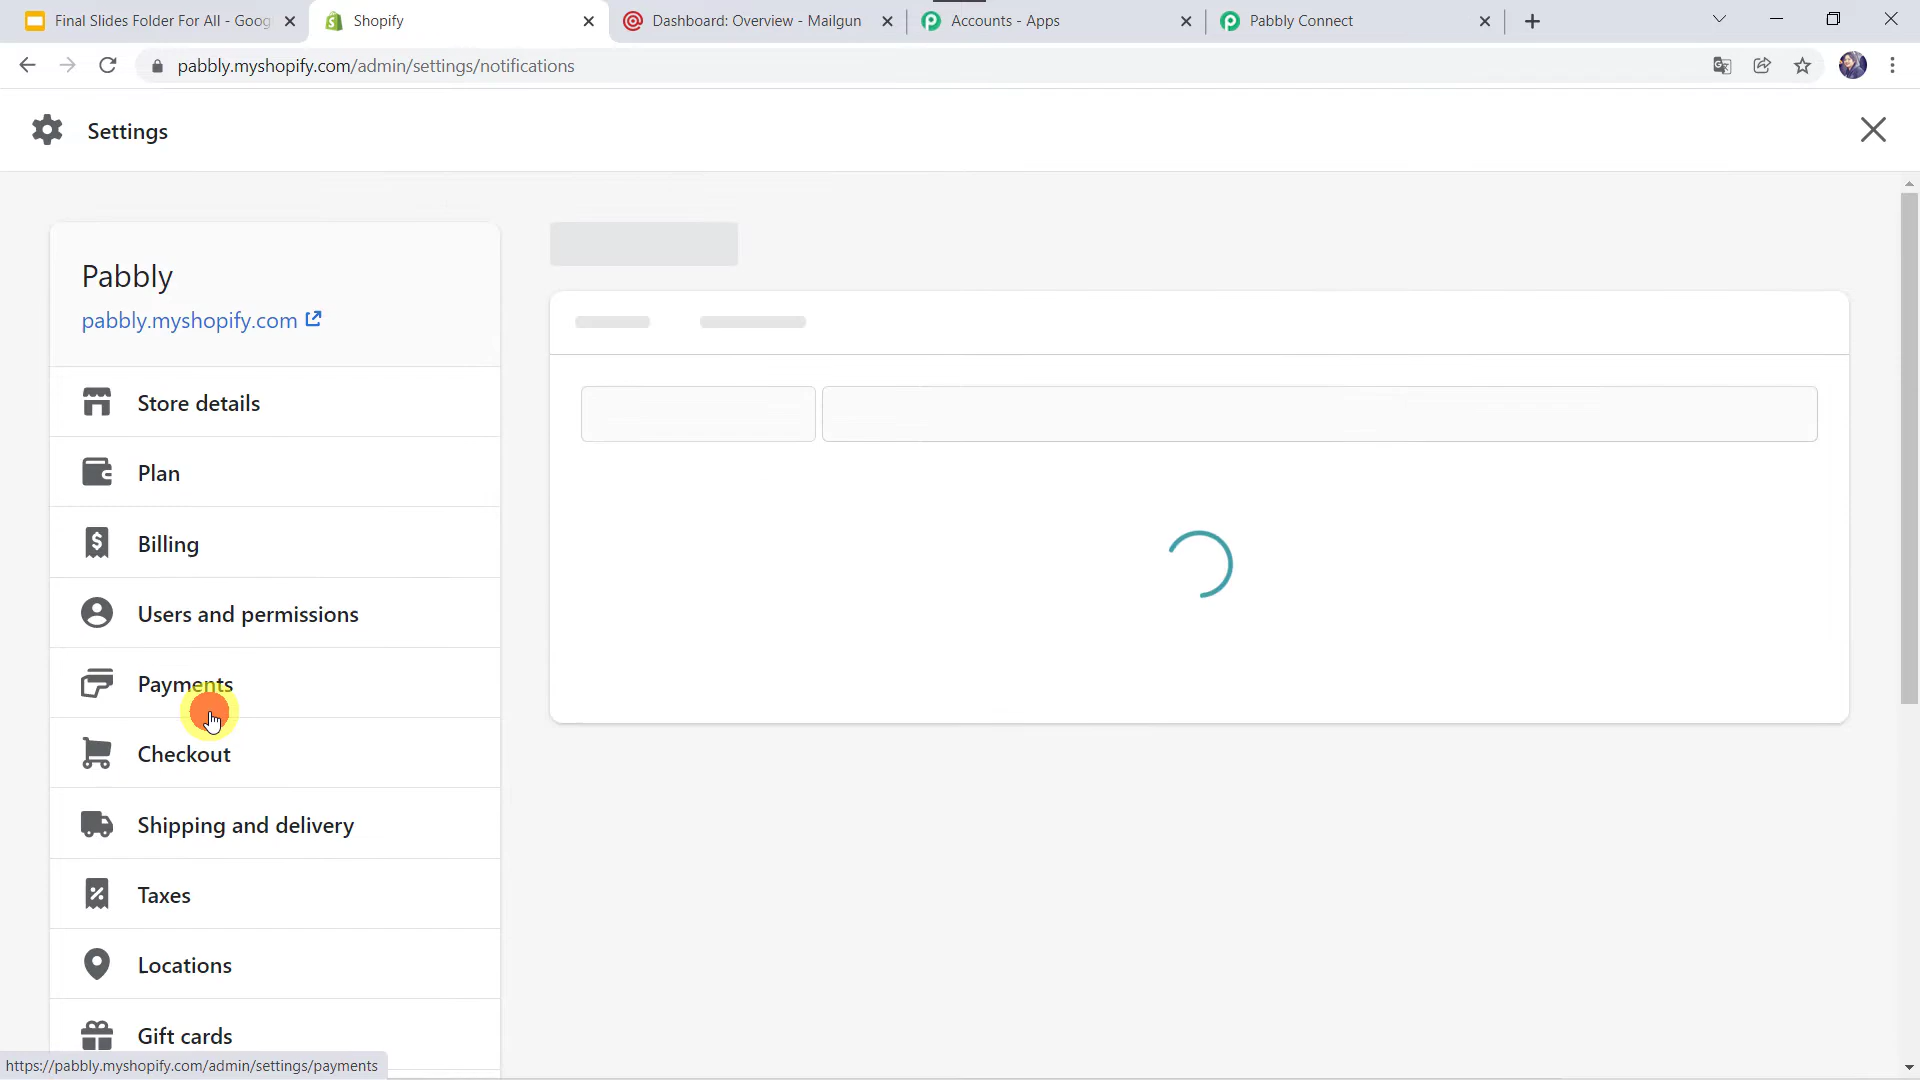 Final Slides Folder For All - Goog
Shopify
Dashboard: Overview - Mailgun
Accounts - Apps
Pabbly Connect
pabbly.myshopify.com/admin/settings/notifications
Settings
Pabbly
pabbly.myshopify.com
Store details
Plan
Billing
Users and permissions
Payments
Checkout
Shipping and delivery
Taxes
Locations
Gift cards
https://pabbly.myshopify.com/admin/settings/payments